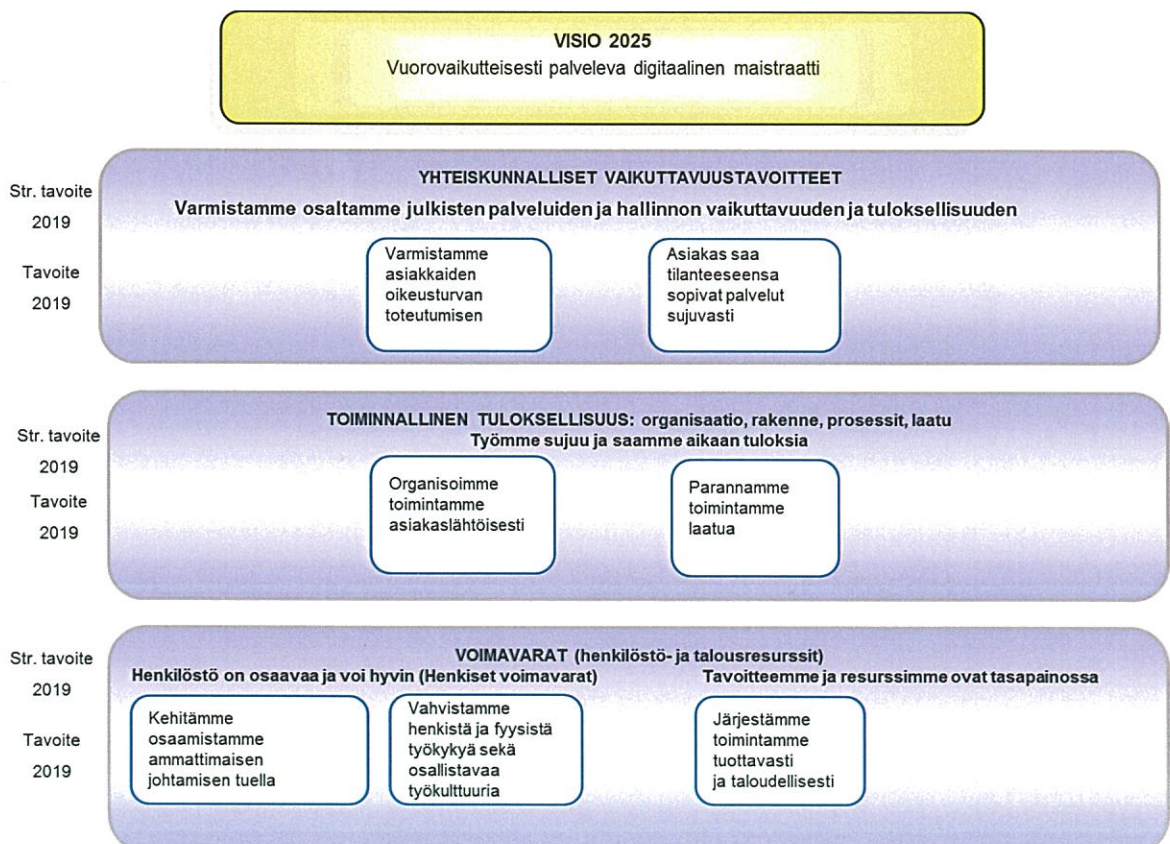 VISIO 2025
Vuorovaikutteisesti palveleva digitaalinen maistraatti
Str. tavoite
2019
Tavoite
2019
YHTEISKUNNALLISET VAIKUTTAVUUSTAVOITTEET
Varmistamme osaltamme julkisten palveluiden ja hallinnon vaikuttavuuden ja tuloksellisuuden
Varmistamme
asiakkaiden
oikeusturvan
toteutumisen
Asiakas saa
tilanteeseensa
sopivat palvelut
sujuvasti
Str. tavoite
2019
Tavoite
2019
TOIMINNALLINEN TULOKSELLISUUS: organisaatio, rakenne, prosessit, laatu
Työmme sujuu ja saamme aikaan tuloksia
Organisoimme
toimintamme
asiakaslähtöisesti
Parannamme
toimintamme
laatua
Str. tavoite
2019
Tavoite
2019
VOIMAVARAT (henkilöstö- ja talousresurssit)
Henkilöstö on osaavaa ja voi hyvin (Henkiset voimavarat)
Kehitämme
osaamistamme
ammattimaisen
johtamisen tuella
Vahvistamme
henkistä ja fyysistä
työkykyä sekä
osallistavaa
työkulttuuria
Tavoitteemme ja resurssimme ovat tasapainossa
Järjestämme
toimintamme
tuottavasti
ja taloudellisesti